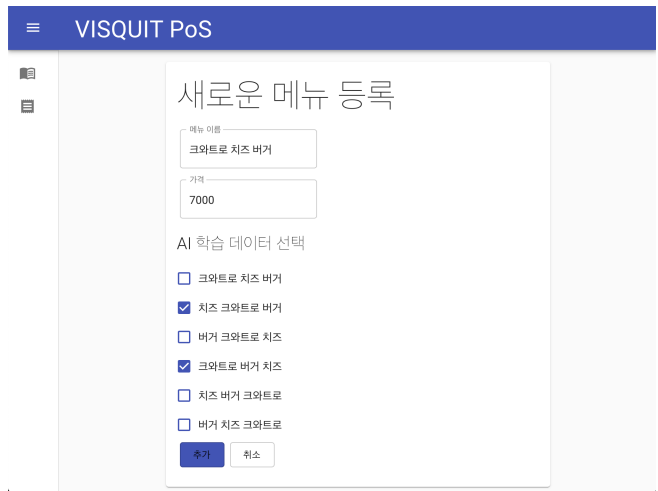 VISQUIT PoS
새로운 메뉴 등록
메뉴 이름
크와트로 치즈 버거
가격
7000
AI 학습 데이터 선택
크와트로 치즈 버거
치즈 크와트로 버거
버거 크와트로 치즈
크와트로 버거 치즈
치즈 버거 크와트로
버거 치즈 크와트로
추가 취소